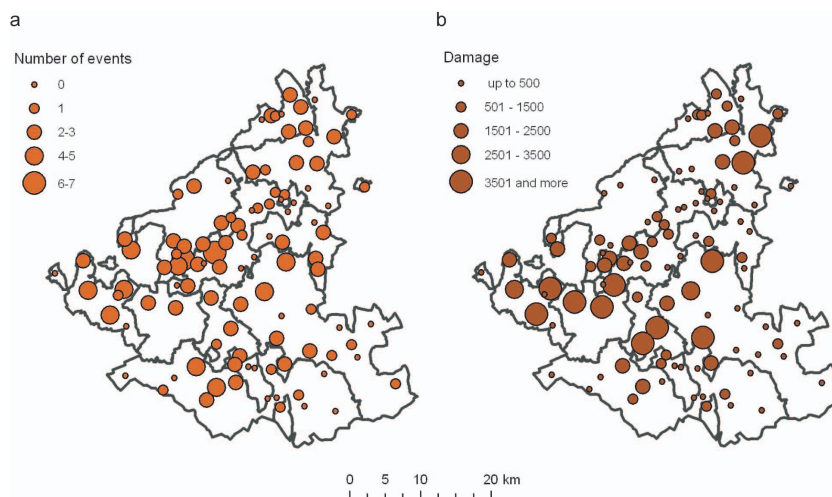 a
Number of events
0
1
2-3
4-5
6-7
b
Damage
up to 500
501 - 1500
1501 - 2500
2501 - 3500
3501 and more
0 5 10 20 km